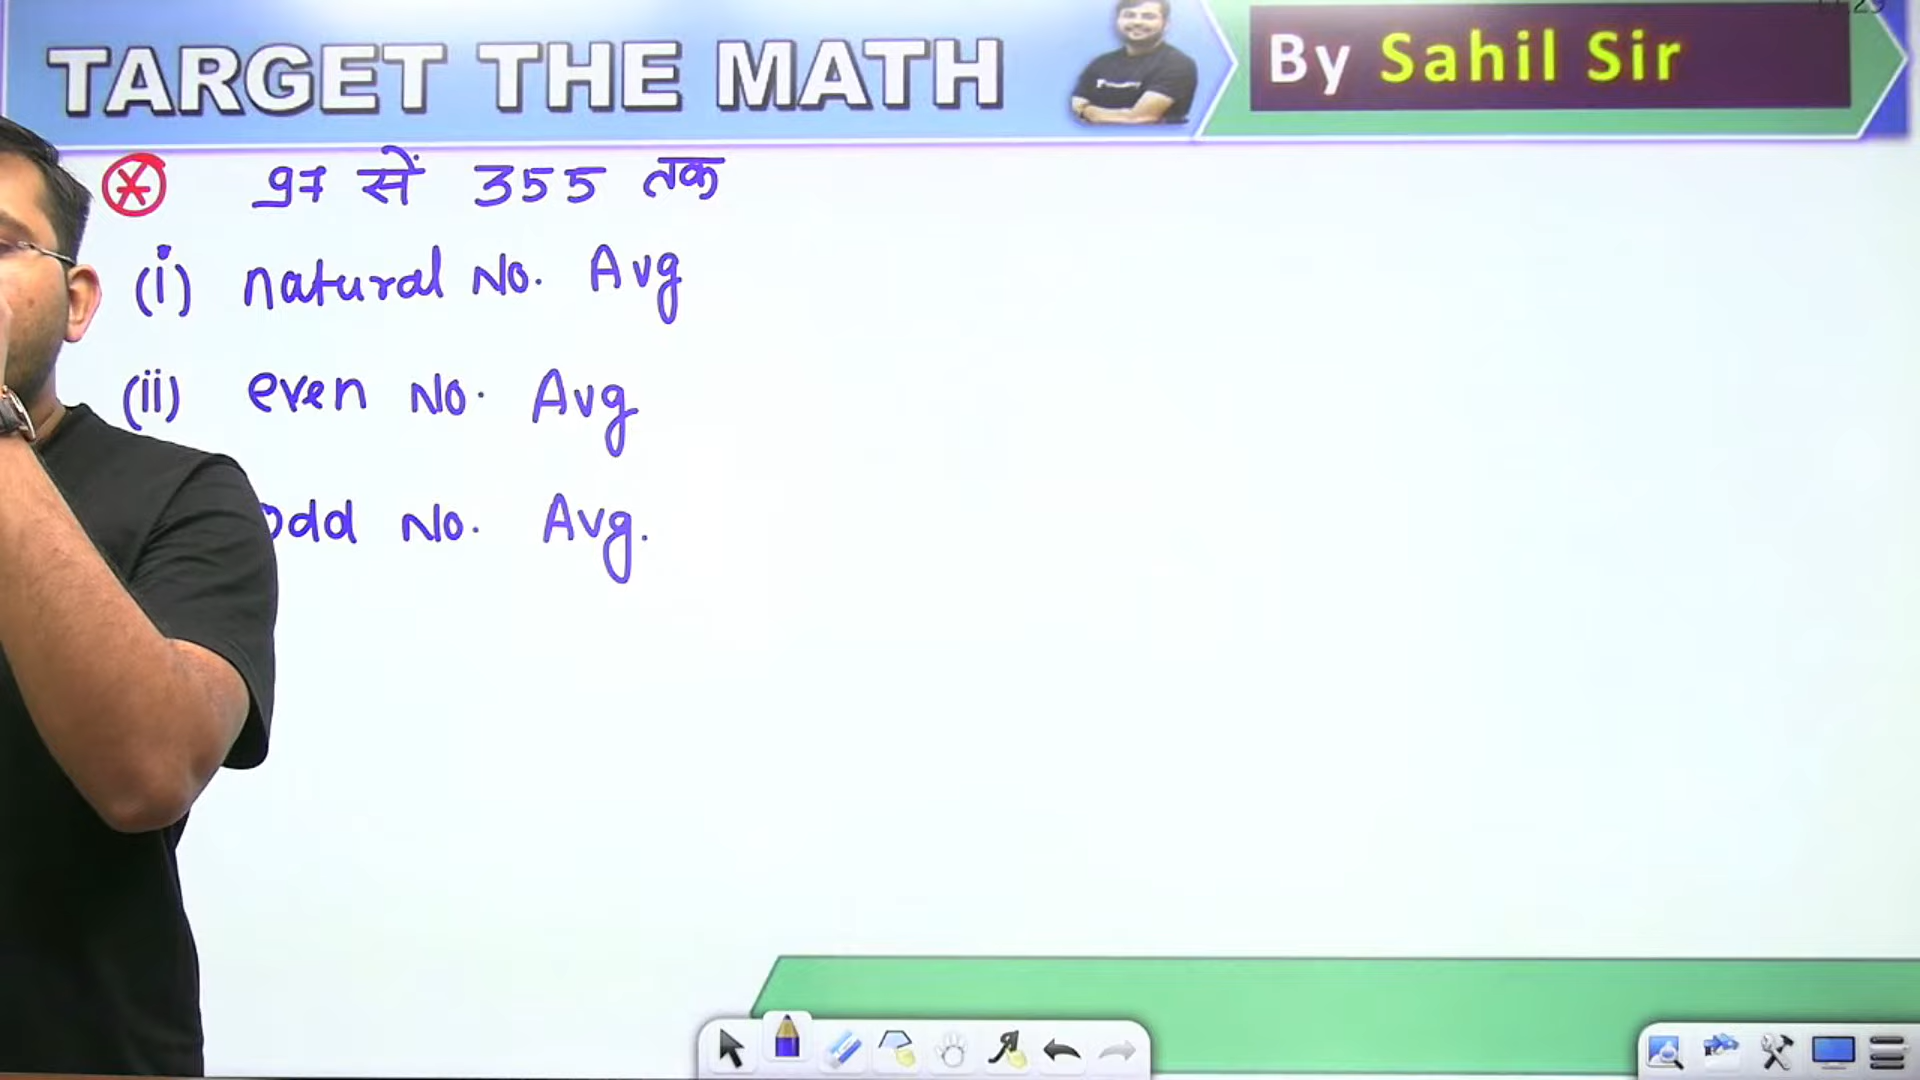 TARGET THE MATH
By Sahil Sir
97 सें 355 तक
(i) natural No. Avg
(ii) even No. Avg
odd No. Avg.